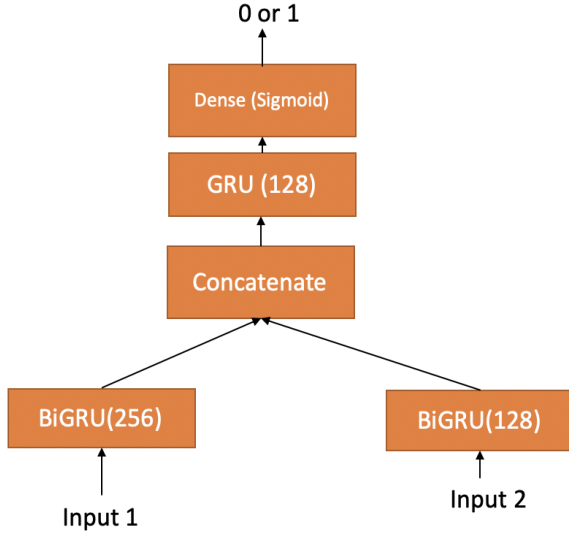 0 or 1
Dense (Sigmoid)
GRU (128)
Concatenate
BiGRU(256)
BiGRU(128)
Input 1
Input 2